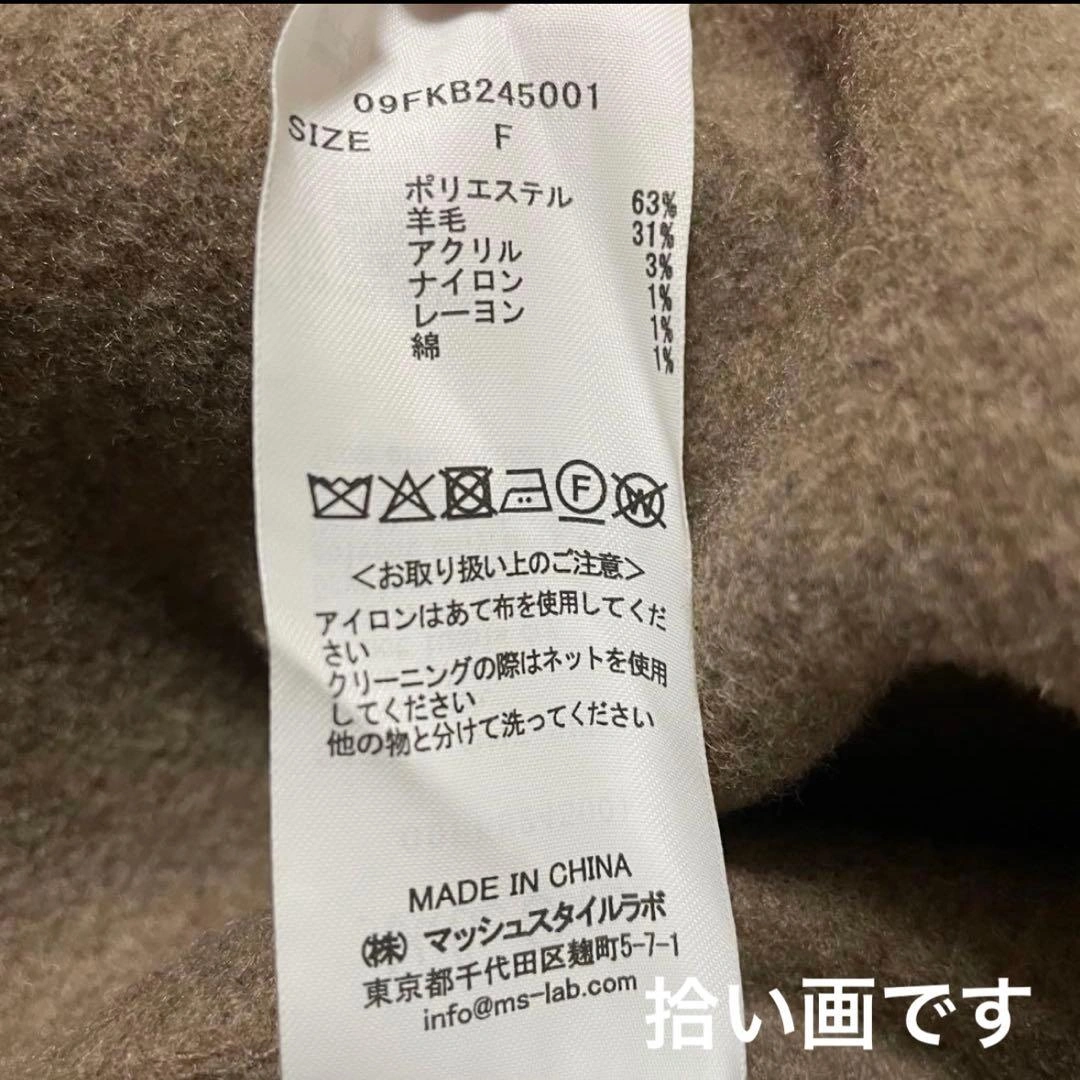 09FKB245001
SIZE F
ポリエステル 63%
羊毛 31%
アクリル 3%
ナイロン 1%
レーヨン 1%
綿 1%
F W
<お取り扱い上のご注意>
アイロンはあて布を使用してくだ
さい
クリーニングの際はネットを使用
してください
他の物と分けて洗ってください
MADE IN CHINA
(株) マッシュスタイルラボ
東京都千代田区麹町5-7-1
info@ms-lab.com
拾い画です